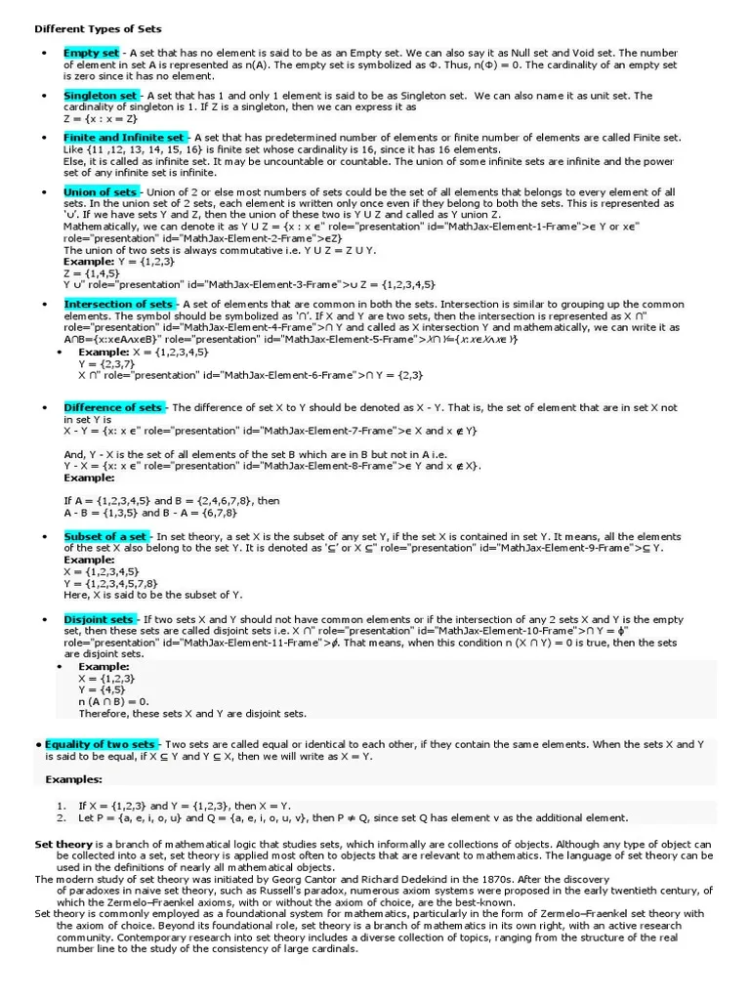 Different Types of Sets
• Empty set - A set that has no element is said to be as an Empty set. We can also say it as Null set and Void set. The number
of element in set A is represented as n(A). The empty set is symbolized as Φ. Thus, n(Φ) = 0. The cardinality of an empty set
is zero since it has no element.
• Singleton set - A set that has 1 and only 1 element is said to be as Singleton set. We can also name it as unit set. The
cardinality of singleton is 1. If Z is a singleton, then we can express it as
Z = {x : x = Z}
• Finite and Infinite set - A set that has predetermined number of elements or finite number of elements are called Finite set.
Like {11 ,12, 13, 14, 15, 16} is finite set whose cardinality is 16, since it has 16 elements.
Else, it is called as infinite set. It may be uncountable or countable. The union of some infinite sets are infinite and the power
set of any infinite set is infinite.
• Union of sets - Union of 2 or else most numbers of sets could be the set of all elements that belongs to every element of all
sets. In the union set of 2 sets, each element is written only once even if they belong to both the sets. This is represented as
'∪'. If we have sets Y and Z, then the union of these two is Y U Z and called as Y union Z.
Mathematically, we can denote it as Y U Z = {x : x ϵ" role="presentation" id="MathJax-Element-1-Frame">ϵ Y or xϵ"
role="presentation" id="MathJax-Element-2-Frame">ϵZ}
The union of two sets is always commutative i.e. Y U Z = Z U Y.
Example: Y = {1,2,3}
Z = {1,4,5}
Y ∪" role="presentation" id="MathJax-Element-3-Frame">∪ Z = {1,2,3,4,5}
• Intersection of sets - A set of elements that are common in both the sets. Intersection is similar to grouping up the common
elements. The symbol should be symbolized as '∩'. If X and Y are two sets, then the intersection is represented as X ∩"
role="presentation" id="MathJax-Element-4-Frame">∩ Y and called as X intersection Y and mathematically, we can write it as
A∩B={x:xϵA∧xϵB}" role="presentation" id="MathJax-Element-5-Frame">X∩Y={x:xϵX∧xϵY}
• Example: X = {1,2,3,4,5}
Y = {2,3,7}
X ∩" role="presentation" id="MathJax-Element-6-Frame">∩ Y = {2,3}
• Difference of sets - The difference of set X to Y should be denoted as X - Y. That is, the set of element that are in set X not
in set Y is
X - Y = {x: x ϵ" role="presentation" id="MathJax-Element-7-Frame">ϵ X and x ∉ Y}
And, Y - X is the set of all elements of the set B which are in B but not in A i.e.
Y - X = {x: x ϵ" role="presentation" id="MathJax-Element-8-Frame">ϵ Y and x ∉ X}.
Example:
If A = {1,2,3,4,5} and B = {2,4,6,7,8}, then
A - B = {1,3,5} and B - A = {6,7,8}
• Subset of a set - In set theory, a set X is the subset of any set Y, if the set X is contained in set Y. It means, all the elements
of the set X also belong to the set Y. It is denoted as '⊆' or X ⊆" role="presentation" id="MathJax-Element-9-Frame">⊆ Y.
Example:
X = {1,2,3,4,5}
Y = {1,2,3,4,5,7,8}
Here, X is said to be the subset of Y.
• Disjoint sets - If two sets X and Y should not have common elements or if the intersection of any 2 sets X and Y is the empty
set, then these sets are called disjoint sets i.e. X ∩" role="presentation" id="MathJax-Element-10-Frame">∩ Y = ϕ"
role="presentation" id="MathJax-Element-11-Frame">ϕ. That means, when this condition n (X ∩ Y) = 0 is true, then the sets
are disjoint sets.
• Example:
X = {1,2,3}
Y = {4,5}
n (A ∩ B) = 0.
Therefore, these sets X and Y are disjoint sets.
• Equality of two sets - Two sets are called equal or identical to each other, if they contain the same elements. When the sets X and Y
is said to be equal, if X ⊆ Y and Y ⊆ X, then we will write as X = Y.
Examples:
1. If X = {1,2,3} and Y = {1,2,3}, then X = Y.
2. Let P = {a, e, i, o, u} and Q = {a, e, i, o, u, v}, then P ≠ Q, since set Q has element v as the additional element.
Set theory is a branch of mathematical logic that studies sets, which informally are collections of objects. Although any type of object can
be collected into a set, set theory is applied most often to objects that are relevant to mathematics. The language of set theory can be
used in the definitions of nearly all mathematical objects.
The modern study of set theory was initiated by Georg Cantor and Richard Dedekind in the 1870s. After the discovery
of paradoxes in naive set theory, such as Russell's paradox, numerous axiom systems were proposed in the early twentieth century, of
which the Zermelo–Fraenkel axioms, with or without the axiom of choice, are the best-known.
Set theory is commonly employed as a foundational system for mathematics, particularly in the form of Zermelo–Fraenkel set theory with
the axiom of choice. Beyond its foundational role, set theory is a branch of mathematics in its own right, with an active research
community. Contemporary research into set theory includes a diverse collection of topics, ranging from the structure of the real
number line to the study of the consistency of large cardinals.